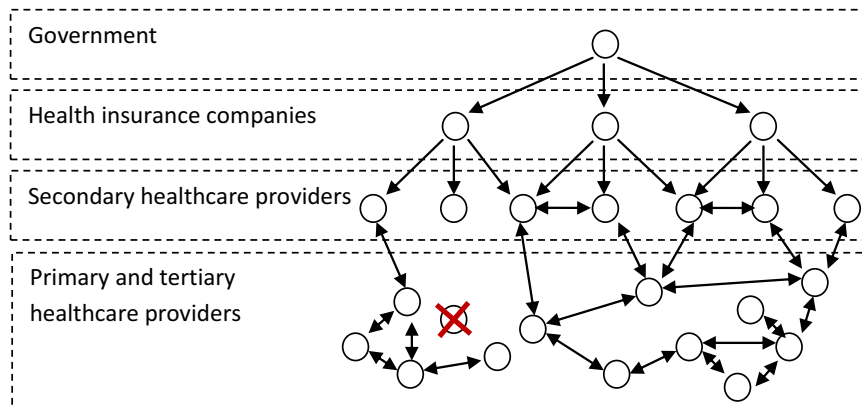 Government
Health insurance companies
Secondary healthcare providers
Primary and tertiary
healthcare providers